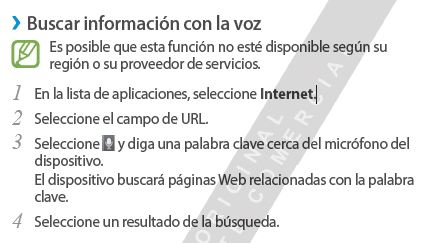 › Buscar información con la voz
Es posible que esta función no esté disponible según su
región o su proveedor de servicios.
1 En la lista de aplicaciones, seleccione Internet.
2 Seleccione el campo de URL.
3 Seleccione y diga una palabra clave cerca del micrófono del
dispositivo.
El dispositivo buscará páginas Web relacionadas con la palabra
clave.
4 Seleccione un resultado de la búsqueda.